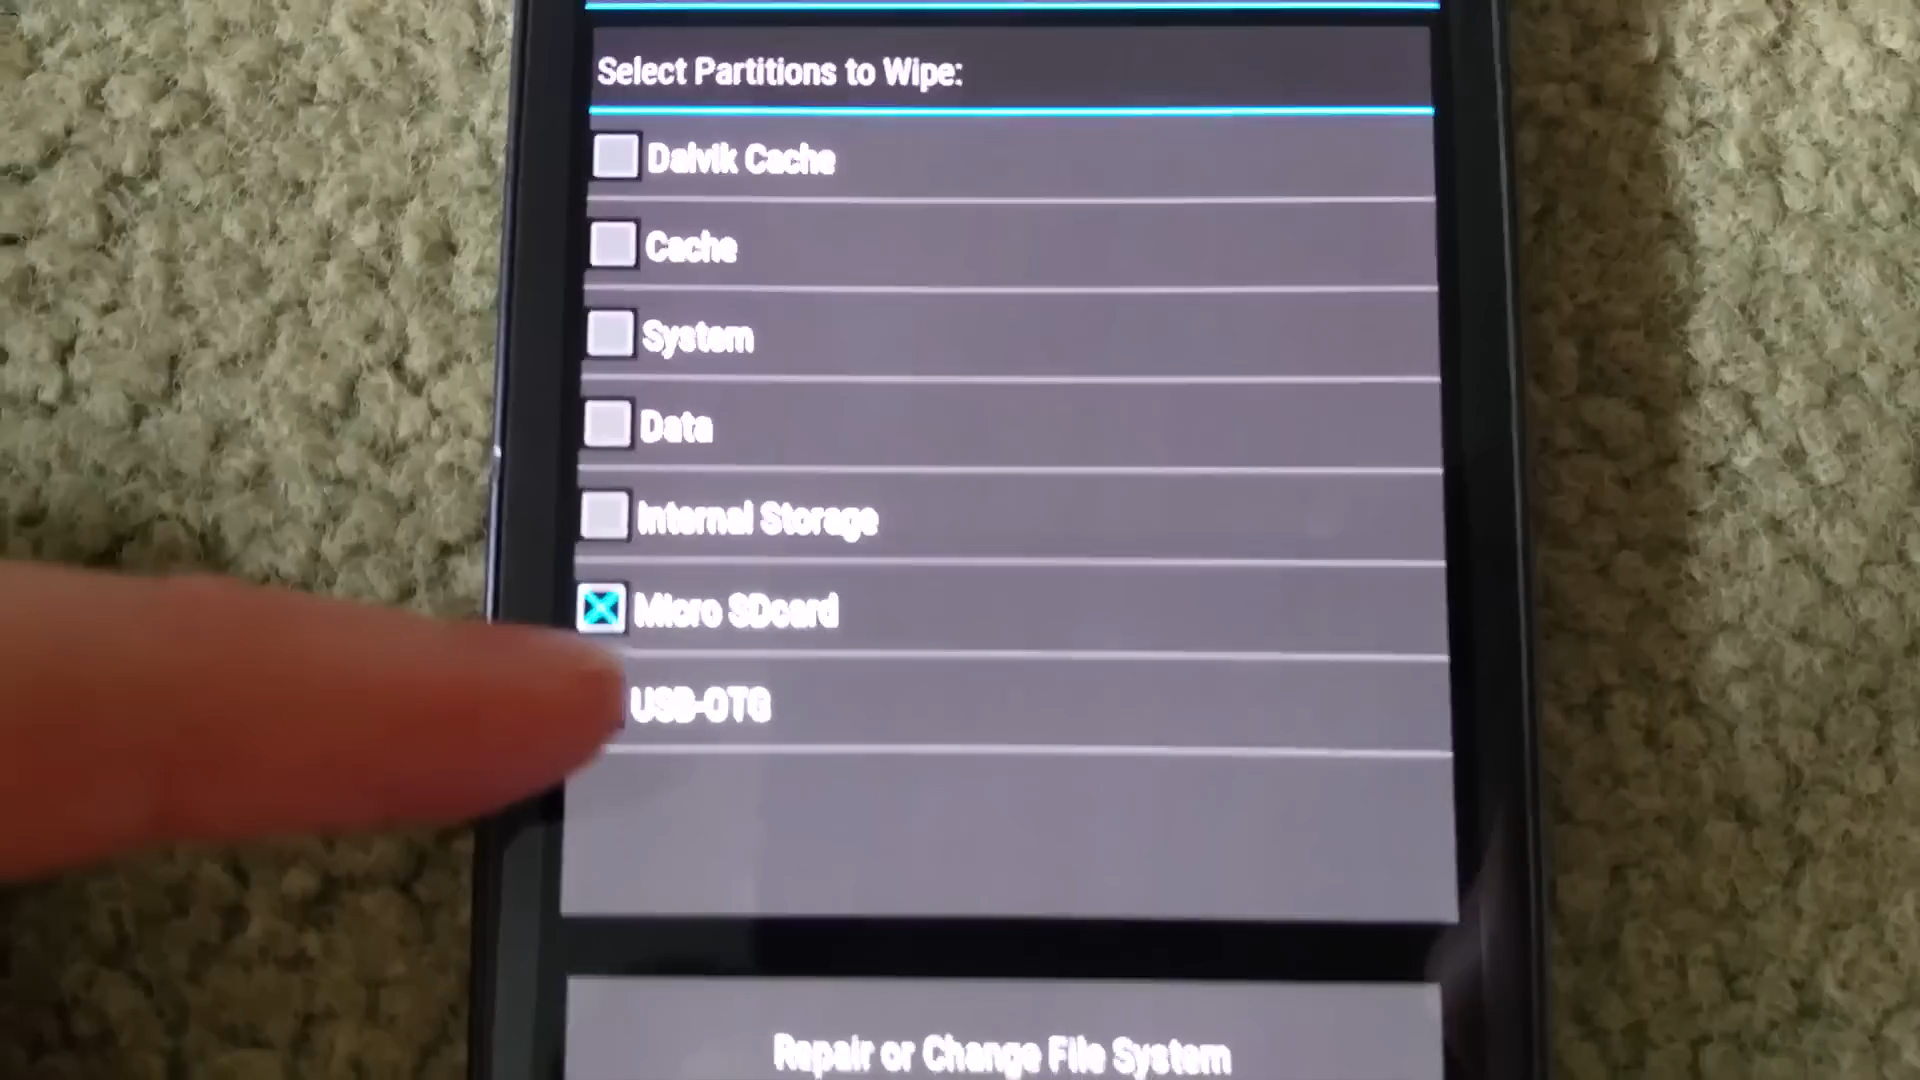 Select Partitions to Wipe:
Dalvik Cache
Cache
System
Data
Internal Storage
Micro SDcard
USB-OTG
Repair or Change File System